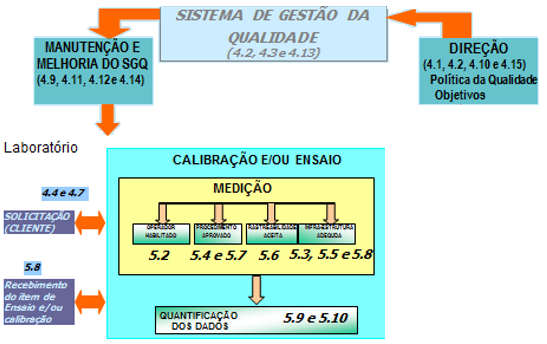 SISTEMA DE GESTÃO DA
QUALIDADE
(4.2, 4.3 e 4.13)
MANUTENÇÃO E
MELHORIA DO SGQ
(4.9, 4.11, 4.12 e 4.14)
DIREÇÃO
(4.1, 4.2, 4.10 e 4.15)
Política da Qualidade
Objetivos
Laboratório
CALIBRAÇÃO E/OU ENSAIO
MEDIÇÃO
4.4 e 4.7
SOLICITAÇÃO
(CLIENTE)
OPERADOR
HABILITADO
PROCEDIMENTO
APROVADO
RASTREABILIDADE
ACEITA
INFRAESTRUTURA
ADEQUDA
5.2
5.4 e 5.7
5.6
5.3, 5.5 e 5.8
5.8
Recebimento
do item de
Ensaio e/ou
calibração
QUANTIFICAÇÃO
DOS DADOS
5.9 e 5.10